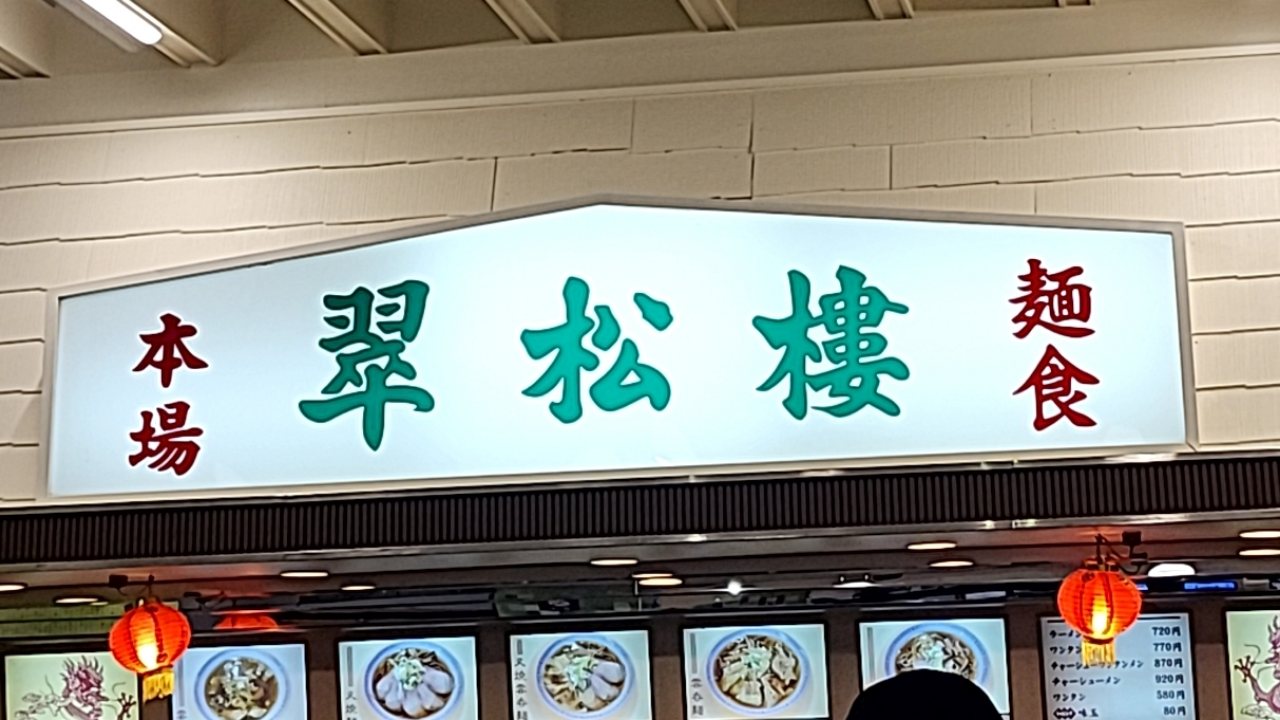 本場
翠松樓
麺食
ラーメン 720円
ワンタン 770円
チャーシューワンタンメン 870円
チャーシューメン 920円
ワンタン 580円
味玉 80円